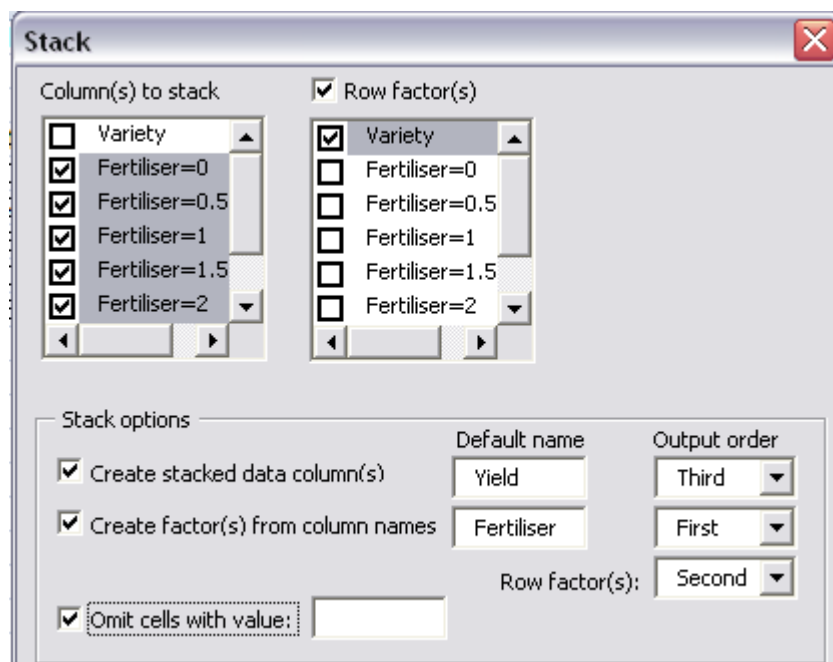 Stack
Column(s) to stack
Row factor(s)
Variety
Fertiliser=0
Fertiliser=0.5
Fertiliser=1
Fertiliser=1.5
Fertiliser=2
Variety
Fertiliser=0
Fertiliser=0.5
Fertiliser=1
Fertiliser=1.5
Fertiliser=2
Stack options
Default name
Output order
Create stacked data column(s)
Yield
Third
Create factor(s) from column names
Fertiliser
First
Row factor(s):
Second
Omit cells with value: